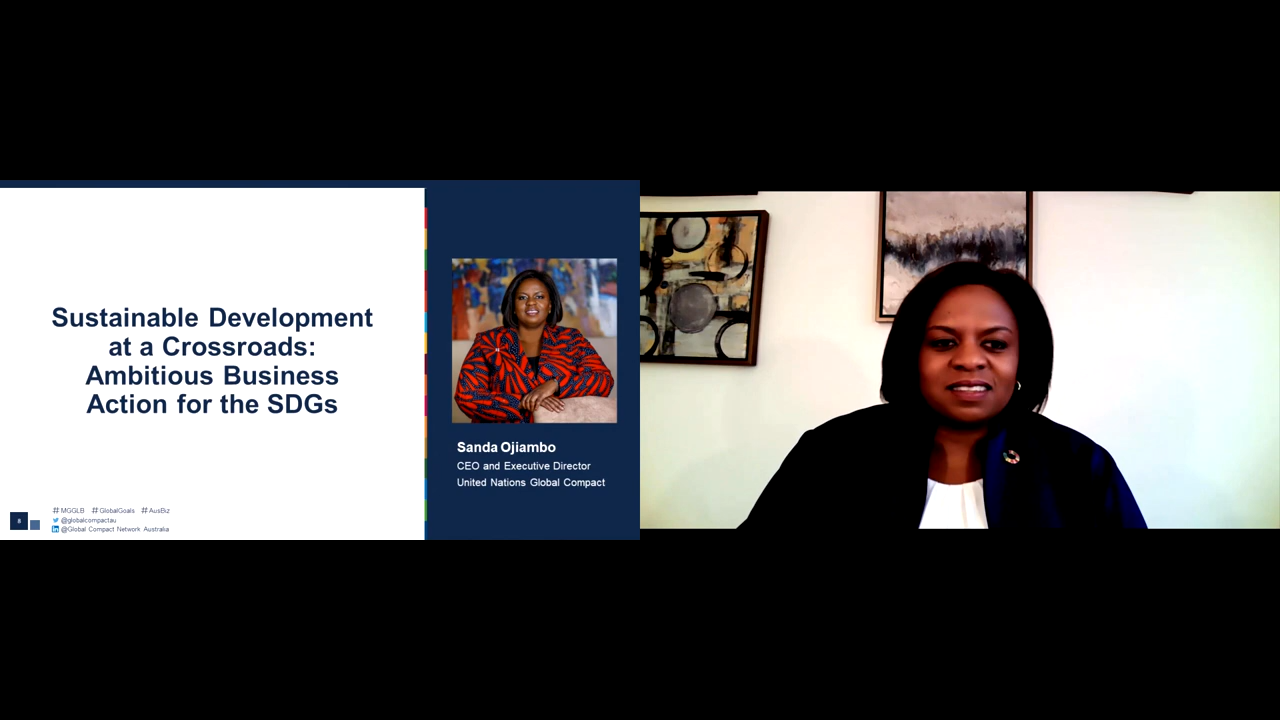 Sustainable Development
at a Crossroads:
Ambitious Business
Action for the SDGs
Sanda Ojiambo
CEO and Executive Director
United Nations Global Compact
8
#MGGLB #GlobalGoals #AusBiz
@globalcompactau
@Global Compact Network Australia